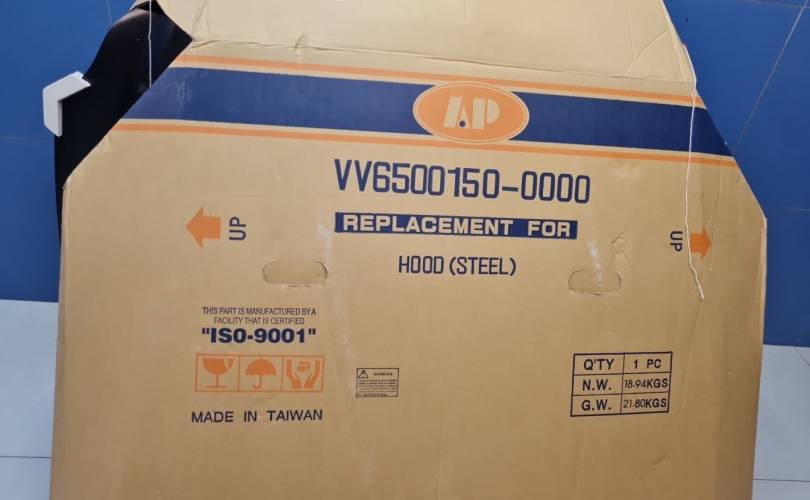 AP
VV6500150-0000
REPLACEMENT FOR
UP
UP
HOOD (STEEL)
THIS PART IS MANUFACTURED BY A
FACILITY THAT IS CERTIFIED
"ISO-9001"
Q'TY 1 PC
N.W. 18.94KGS
G.W. 21.80KGS
MADE IN TAIWAN